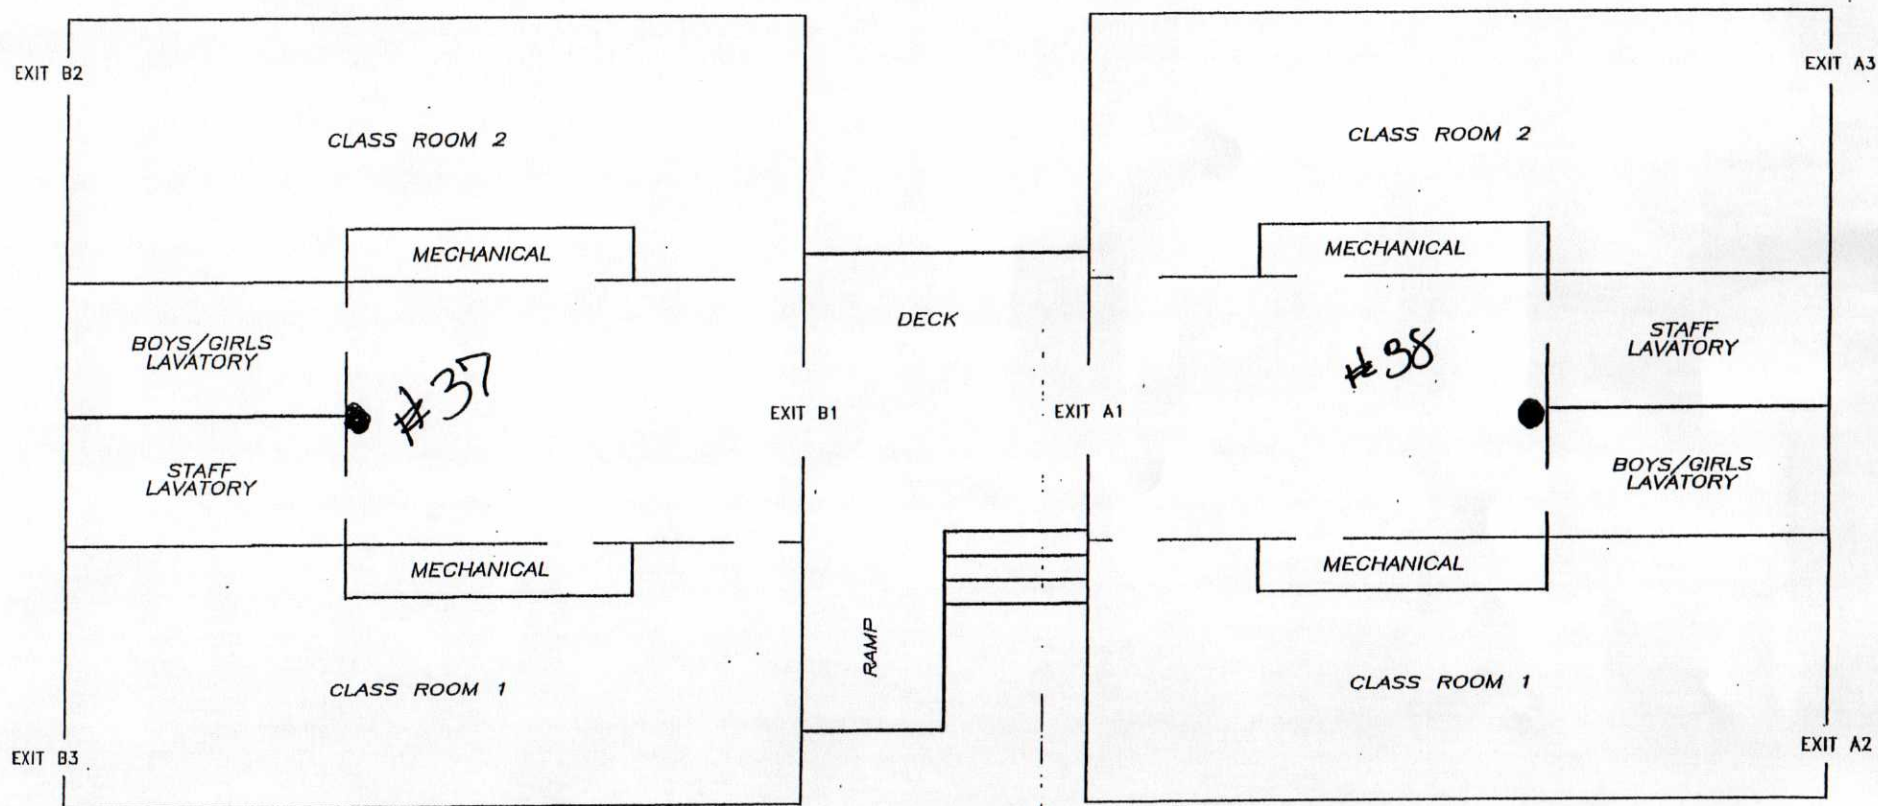 EXIT B2
CLASS ROOM 2
MECHANICAL
BOYS/GIRLS
LAVATORY
#37
STAFF
LAVATORY
MECHANICAL
CLASS ROOM 1
EXIT B3
EXIT B1
DECK
RAMP
EXIT A1
CLASS ROOM 2
EXIT A3
MECHANICAL
#38
STAFF
LAVATORY
BOYS/GIRLS
LAVATORY
MECHANICAL
CLASS ROOM 1
EXIT A2